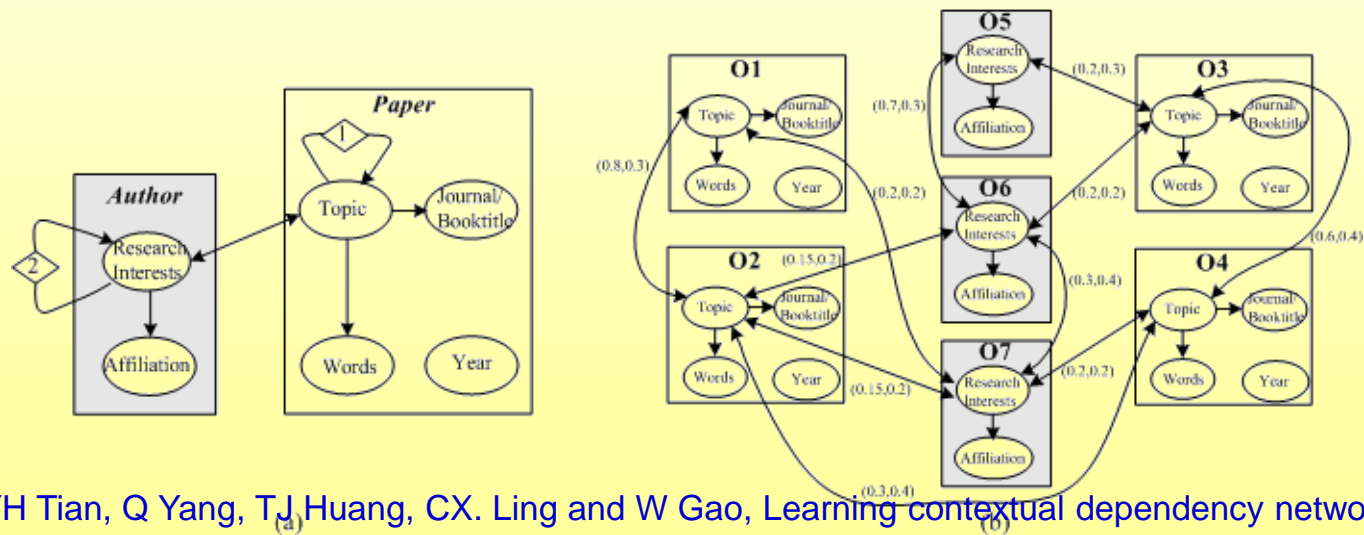 Author
2
Research
Interests
Affiliation
Paper
1
Topic
Journal/
Booktitle
Words
Year
O1
Topic
Journal/
Booktitle
Words
Year
(0.8,0.3)
O2
Topic
Journal/
Booktitle
Words
Year
(0.7,0.3)
(0.2,0.2)
(0.15,0.2)
(0.15,0.2)
O5
Research
Interests
Affiliation
O6
Research
Interests
Affiliation
O7
Research
Interests
Affiliation
(0.2,0.3)
(0.2,0.2)
(0.3,0.4)
(0.2,0.2)
O3
Topic
Journal/
Booktitle
Words
Year
(0.6,0.4)
O4
Topic
Journal/
Booktitle
Words
Year
(0.3,0.4)
H Tian, Q Yang, TJ Huang, CX. Ling and W Gao, Learning contextual dependency netwo
(a)
(b)